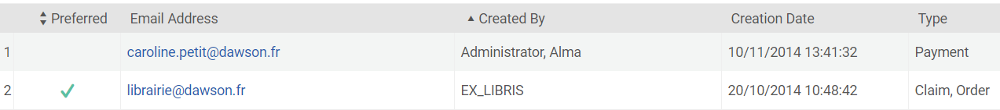 Preferred Email Address Created By Creation Date Type
1 caroline.petit@dawson.fr Administrator, Alma 10/11/2014 13:41:32 Payment
2 librairie@dawson.fr EX_LIBRIS 20/10/2014 10:48:42 Claim, Order